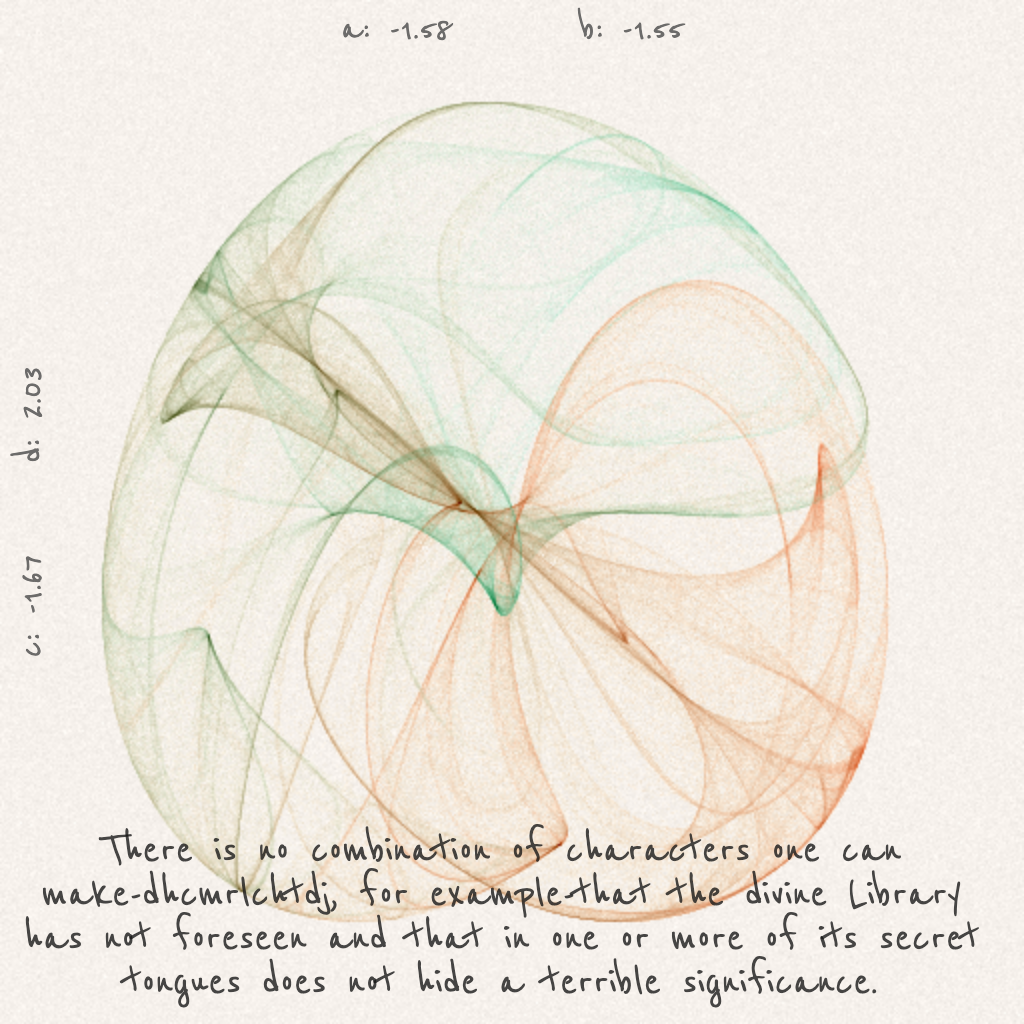 a: -1.58 b: -1.55
d: 2.03
c: -1.67
There is no combination of characters one can
make-dhcmrlchtdj, for example-that the divine Library
has not foreseen and that in one or more of its secret
tongues does not hide a terrible significance.